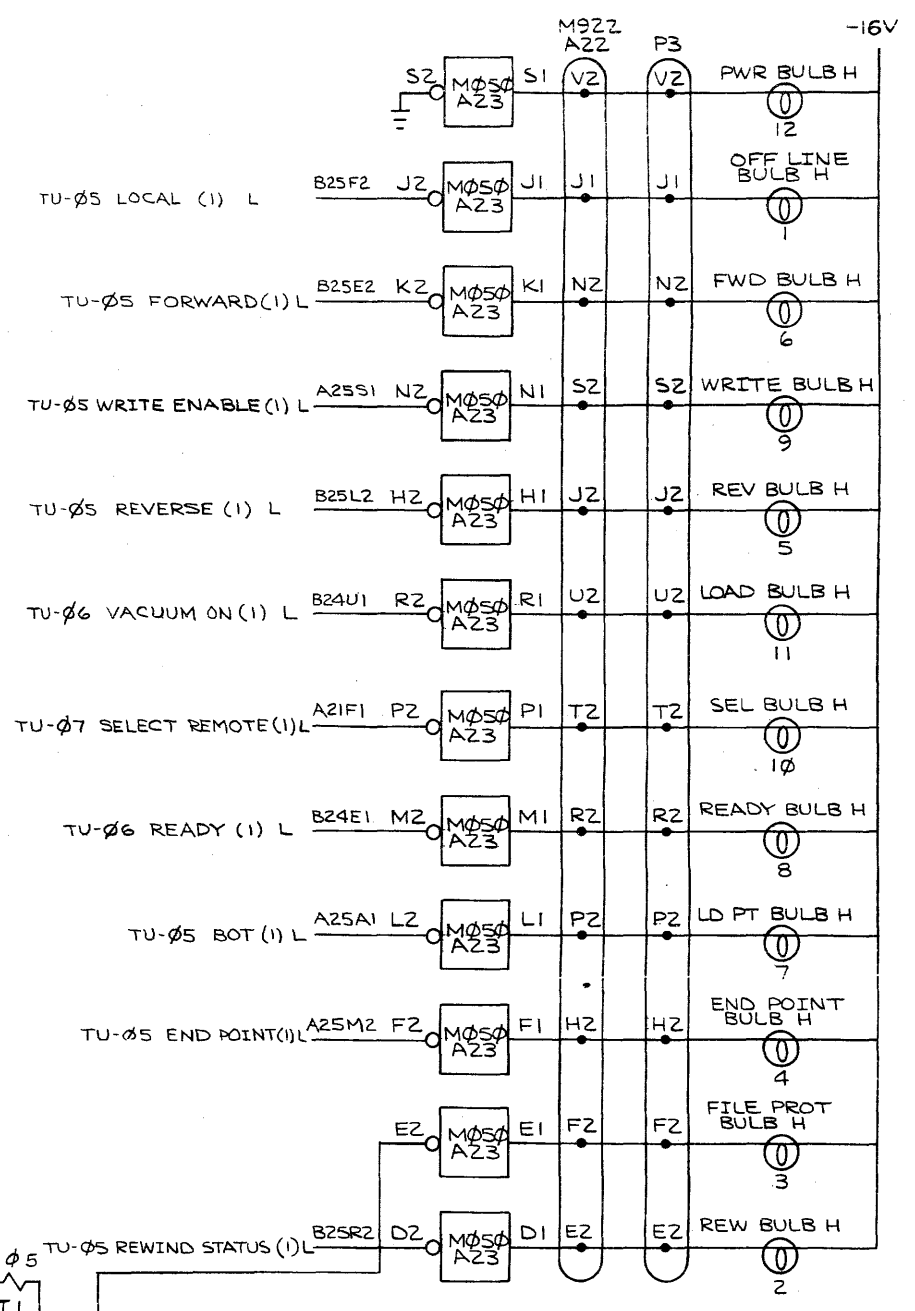 M922
A22 P3 -16V
S2 MØ5Ø S1 V2 V2 PWR BULB H
A23
12
OFF LINE
BULB H
TU-Ø5 LOCAL (1) L B25F2 J2 MØ5Ø J1 J1 J1
A23
1
TU-Ø5 FORWARD(1) L B25E2 K2 MØ5Ø K1 N2 N2 FWD BULB H
A23
6
TU-Ø5 WRITE ENABLE(1) L A25S1 N2 MØ5Ø N1 S2 S2 WRITE BULB H
A23
9
TU-Ø5 REVERSE (1) L B25L2 H2 MØ5Ø H1 J2 J2 REV BULB H
A23
5
TU-Ø6 VACUUM ON (1) L B24U1 R2 MØ5Ø R1 U2 U2 LOAD BULB H
A23
11
TU-Ø7 SELECT REMOTE(1)L A21F1 P2 MØ5Ø P1 T2 T2 SEL BULB H
A23
1Ø
TU-Ø6 READY (1) L B24E1 M2 MØ5Ø M1 R2 R2 READY BULB H
A23
8
TU-Ø5 BOT (1) L A25A1 L2 MØ5Ø L1 P2 P2 LD PT BULB H
A23
7
END POINT
BULB H
TU-Ø5 END POINT(1)L A25M2 F2 MØ5Ø F1 H2 H2
A23
4
FILE PROT
BULB H
E2 MØ5Ø E1 F2 F2
A23
3
TU-Ø5 REWIND STATUS (1)L B25R2 D2 MØ5Ø D1 E2 E2 REW BULB H
A23
2
Ø5